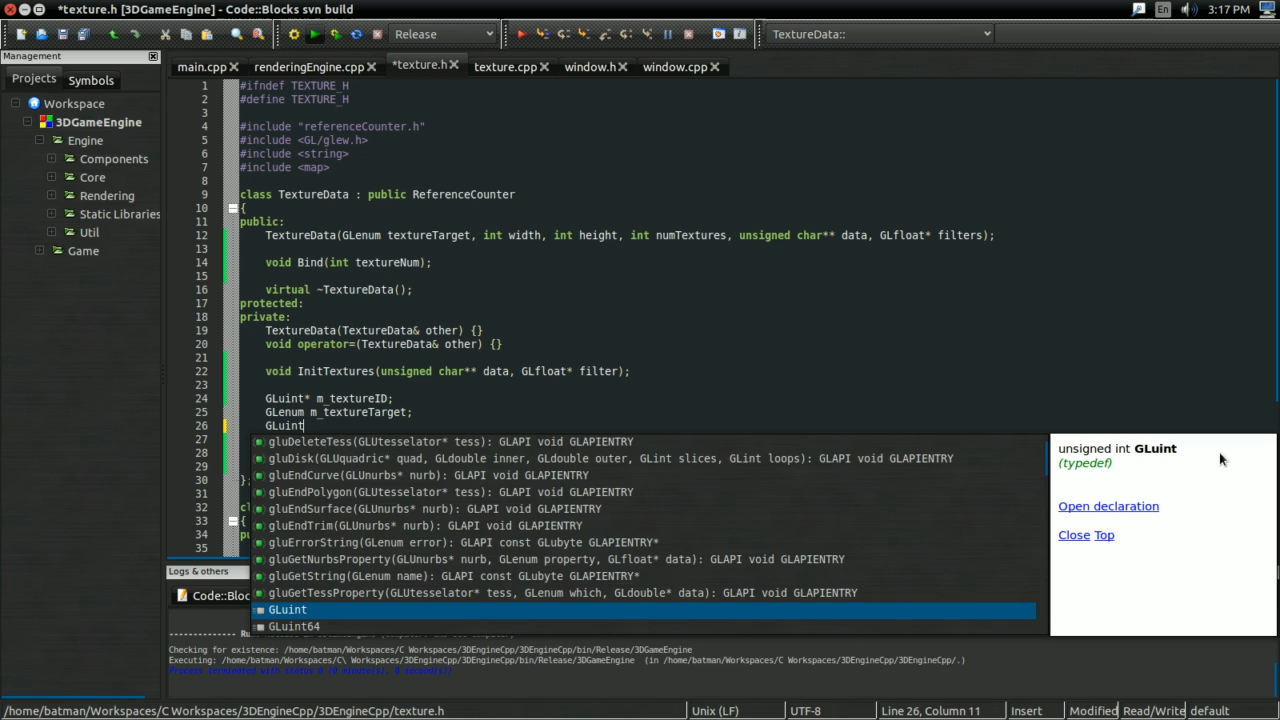 *texture.h [3DGameEngine] - Code::Blocks svn build
En
3:17 PM
Release
TextureData::
Management
Projects
Symbols
Workspace
3DGameEngine
Engine
Components
Core
Rendering
Static Libraries
Util
Game
main.cpp
renderingEngine.cpp
*texture.h
texture.cpp
window.h
window.cpp
1 #ifndef TEXTURE_H
2 #define TEXTURE_H
3
4 #include "referenceCounter.h"
5 #include <GL/glew.h>
6 #include <string>
7 #include <map>
8
9 class TextureData : public ReferenceCounter
10 {
11 public:
12 TextureData(GLenum textureTarget, int width, int height, int numTextures, unsigned char** data, GLfloat* filters);
13
14 void Bind(int textureNum);
15
16 virtual ~TextureData();
17 protected:
18 private:
19 TextureData(TextureData& other) {}
20 void operator=(TextureData& other) {}
21
22 void InitTextures(unsigned char** data, GLfloat* filter);
23
24 GLuint* m_textureID;
25 GLenum m_textureTarget;
26 GLuint
27
28
29
30 };
31
32 cl
33 {
34 pu
35
gluDeleteTess(GLUtesselator* tess): GLAPI void GLAPIENTRY
gluDisk(GLUquadric* quad, GLdouble inner, GLdouble outer, GLint slices, GLint loops): GLAPI void GLAPIENTRY
gluEndCurve(GLUnurbs* nurb): GLAPI void GLAPIENTRY
gluEndPolygon(GLUtesselator* tess): GLAPI void GLAPIENTRY
gluEndSurface(GLUnurbs* nurb): GLAPI void GLAPIENTRY
gluEndTrim(GLUnurbs* nurb): GLAPI void GLAPIENTRY
gluErrorString(GLenum error): GLAPI const GLubyte GLAPIENTRY*
gluGetNurbsProperty(GLUnurbs* nurb, GLenum property, GLfloat* data): GLAPI void GLAPIENTRY
gluGetString(GLenum name): GLAPI const GLubyte GLAPIENTRY*
gluGetTessProperty(GLUtesselator* tess, GLenum which, GLdouble* data): GLAPI void GLAPIENTRY
GLuint
GLuint64
unsigned int GLuint
(typedef)
Open declaration
Close Top
Logs & others
Code::Bloc
Checking for existence: /home/batman/Workspaces/C Workspaces/3DEngineCpp/3DEngineCpp/bin/Release/3DGameEngine
Executing: /home/batman/Workspaces/C\ Workspaces/3DEngineCpp/3DEngineCpp/bin/Release/3DGameEngine (in /home/batman/Workspaces/C Workspaces/3DEngineCpp/3DEngineCpp/.)
Process terminated with status 0 (0 minute(s), 8 second(s))
/home/batman/Workspaces/C Workspaces/3DEngineCpp/3DEngineCpp/texture.h
Unix (LF)
UTF-8
Line 26, Column 11
Insert
Modified
Read/Write
default